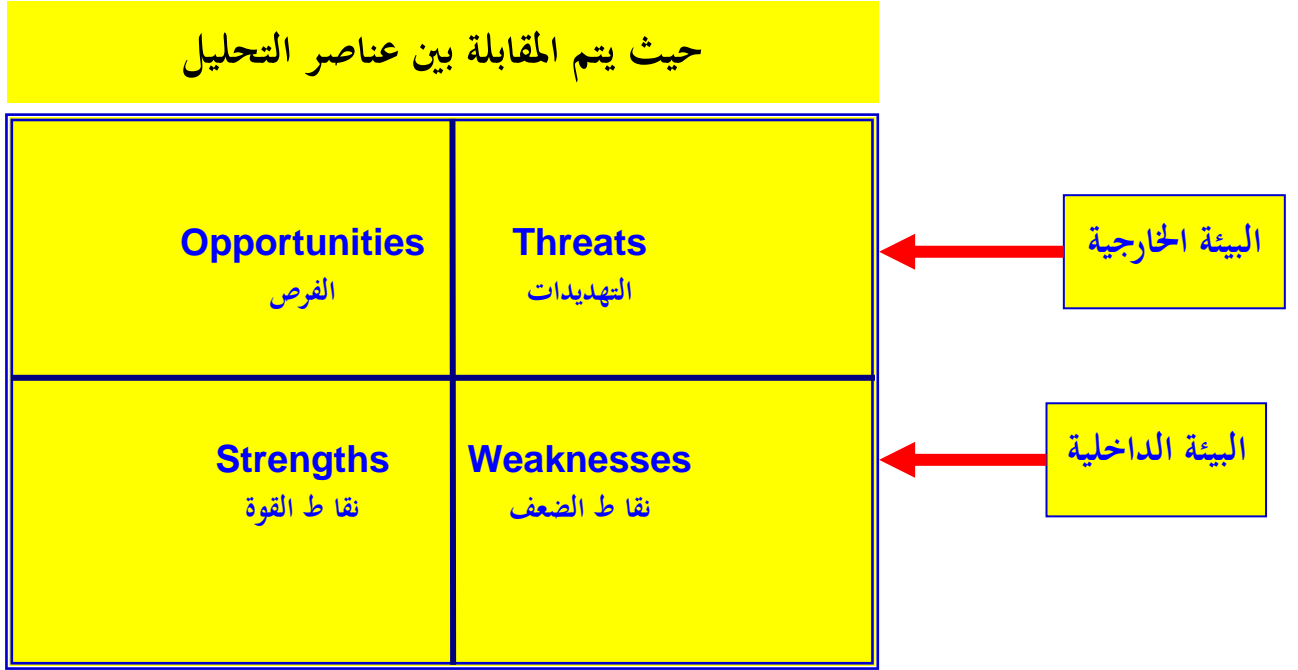 حيث يتم المقابلة بين عناصر التحليل
Opportunities
الفرص
Threats
التهديدات
البيئة الخارجية
Strengths
نقا ط القوة
Weaknesses
نقا ط الضعف
البيئة الداخلية